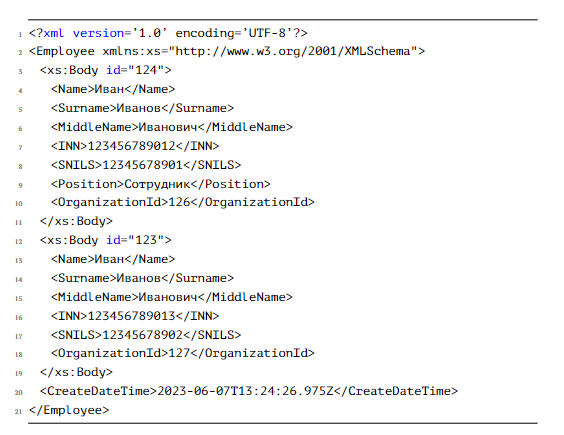 1 <?xml version='1.0' encoding='UTF-8'?>
2 <Employee xmlns:xs="http://www.w3.org/2001/XMLSchema">
3 <xs:Body id="124">
4 <Name>Иван</Name>
5 <Surname>Иванов</Surname>
6 <MiddleName>Иванович</MiddleName>
7 <INN>123456789012</INN>
8 <SNILS>12345678901</SNILS>
9 <Position>Сотрудник</Position>
10 <OrganizationId>126</OrganizationId>
11 </xs:Body>
12 <xs:Body id="123">
13 <Name>Иван</Name>
14 <Surname>Иванов</Surname>
15 <MiddleName>Иванович</MiddleName>
16 <INN>123456789013</INN>
17 <SNILS>12345678902</SNILS>
18 <OrganizationId>127</OrganizationId>
19 </xs:Body>
20 <CreateDateTime>2023-06-07T13:24:26.975Z</CreateDateTime>
21 </Employee>